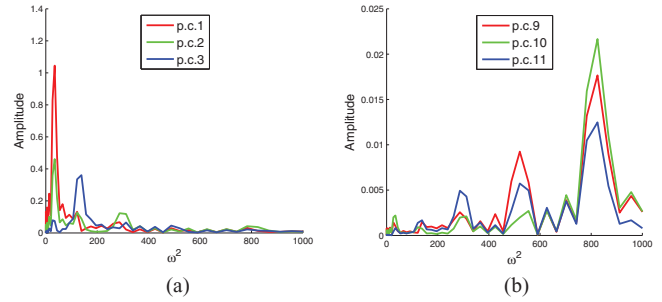 1.4
1.2
1
0.8
0.6
0.4
0.2
0
0
200
400
600
800
1000
Amplitude
ω²
p.c.1
p.c.2
p.c.3
(a)
0.025
0.02
0.015
0.01
0.005
0
0
200
400
600
800
1000
Amplitude
ω²
p.c.9
p.c.10
p.c.11
(b)